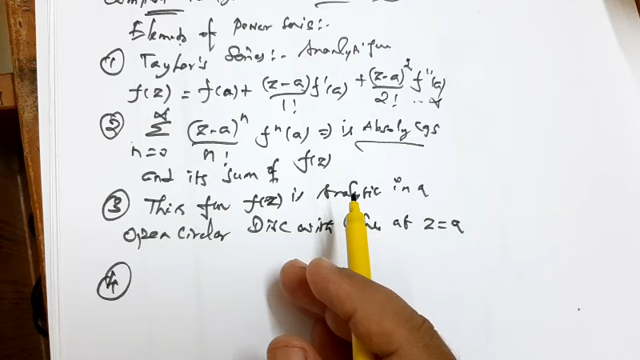 Elements of Power Series:-
① Taylor's Series:- Analytic fun
f(z) = f(a) + (z-a)/1! f'(a) + (z-a)²/2! f''(a) ... ∞
② ∞ Σ n=0 (z-a)^n/n! f^n(a) ⇒ is Absoly Cgs
and its sum of f(z)
③ This fun f(z) is Analytic in a
Open Circular Disc with at z=a
④